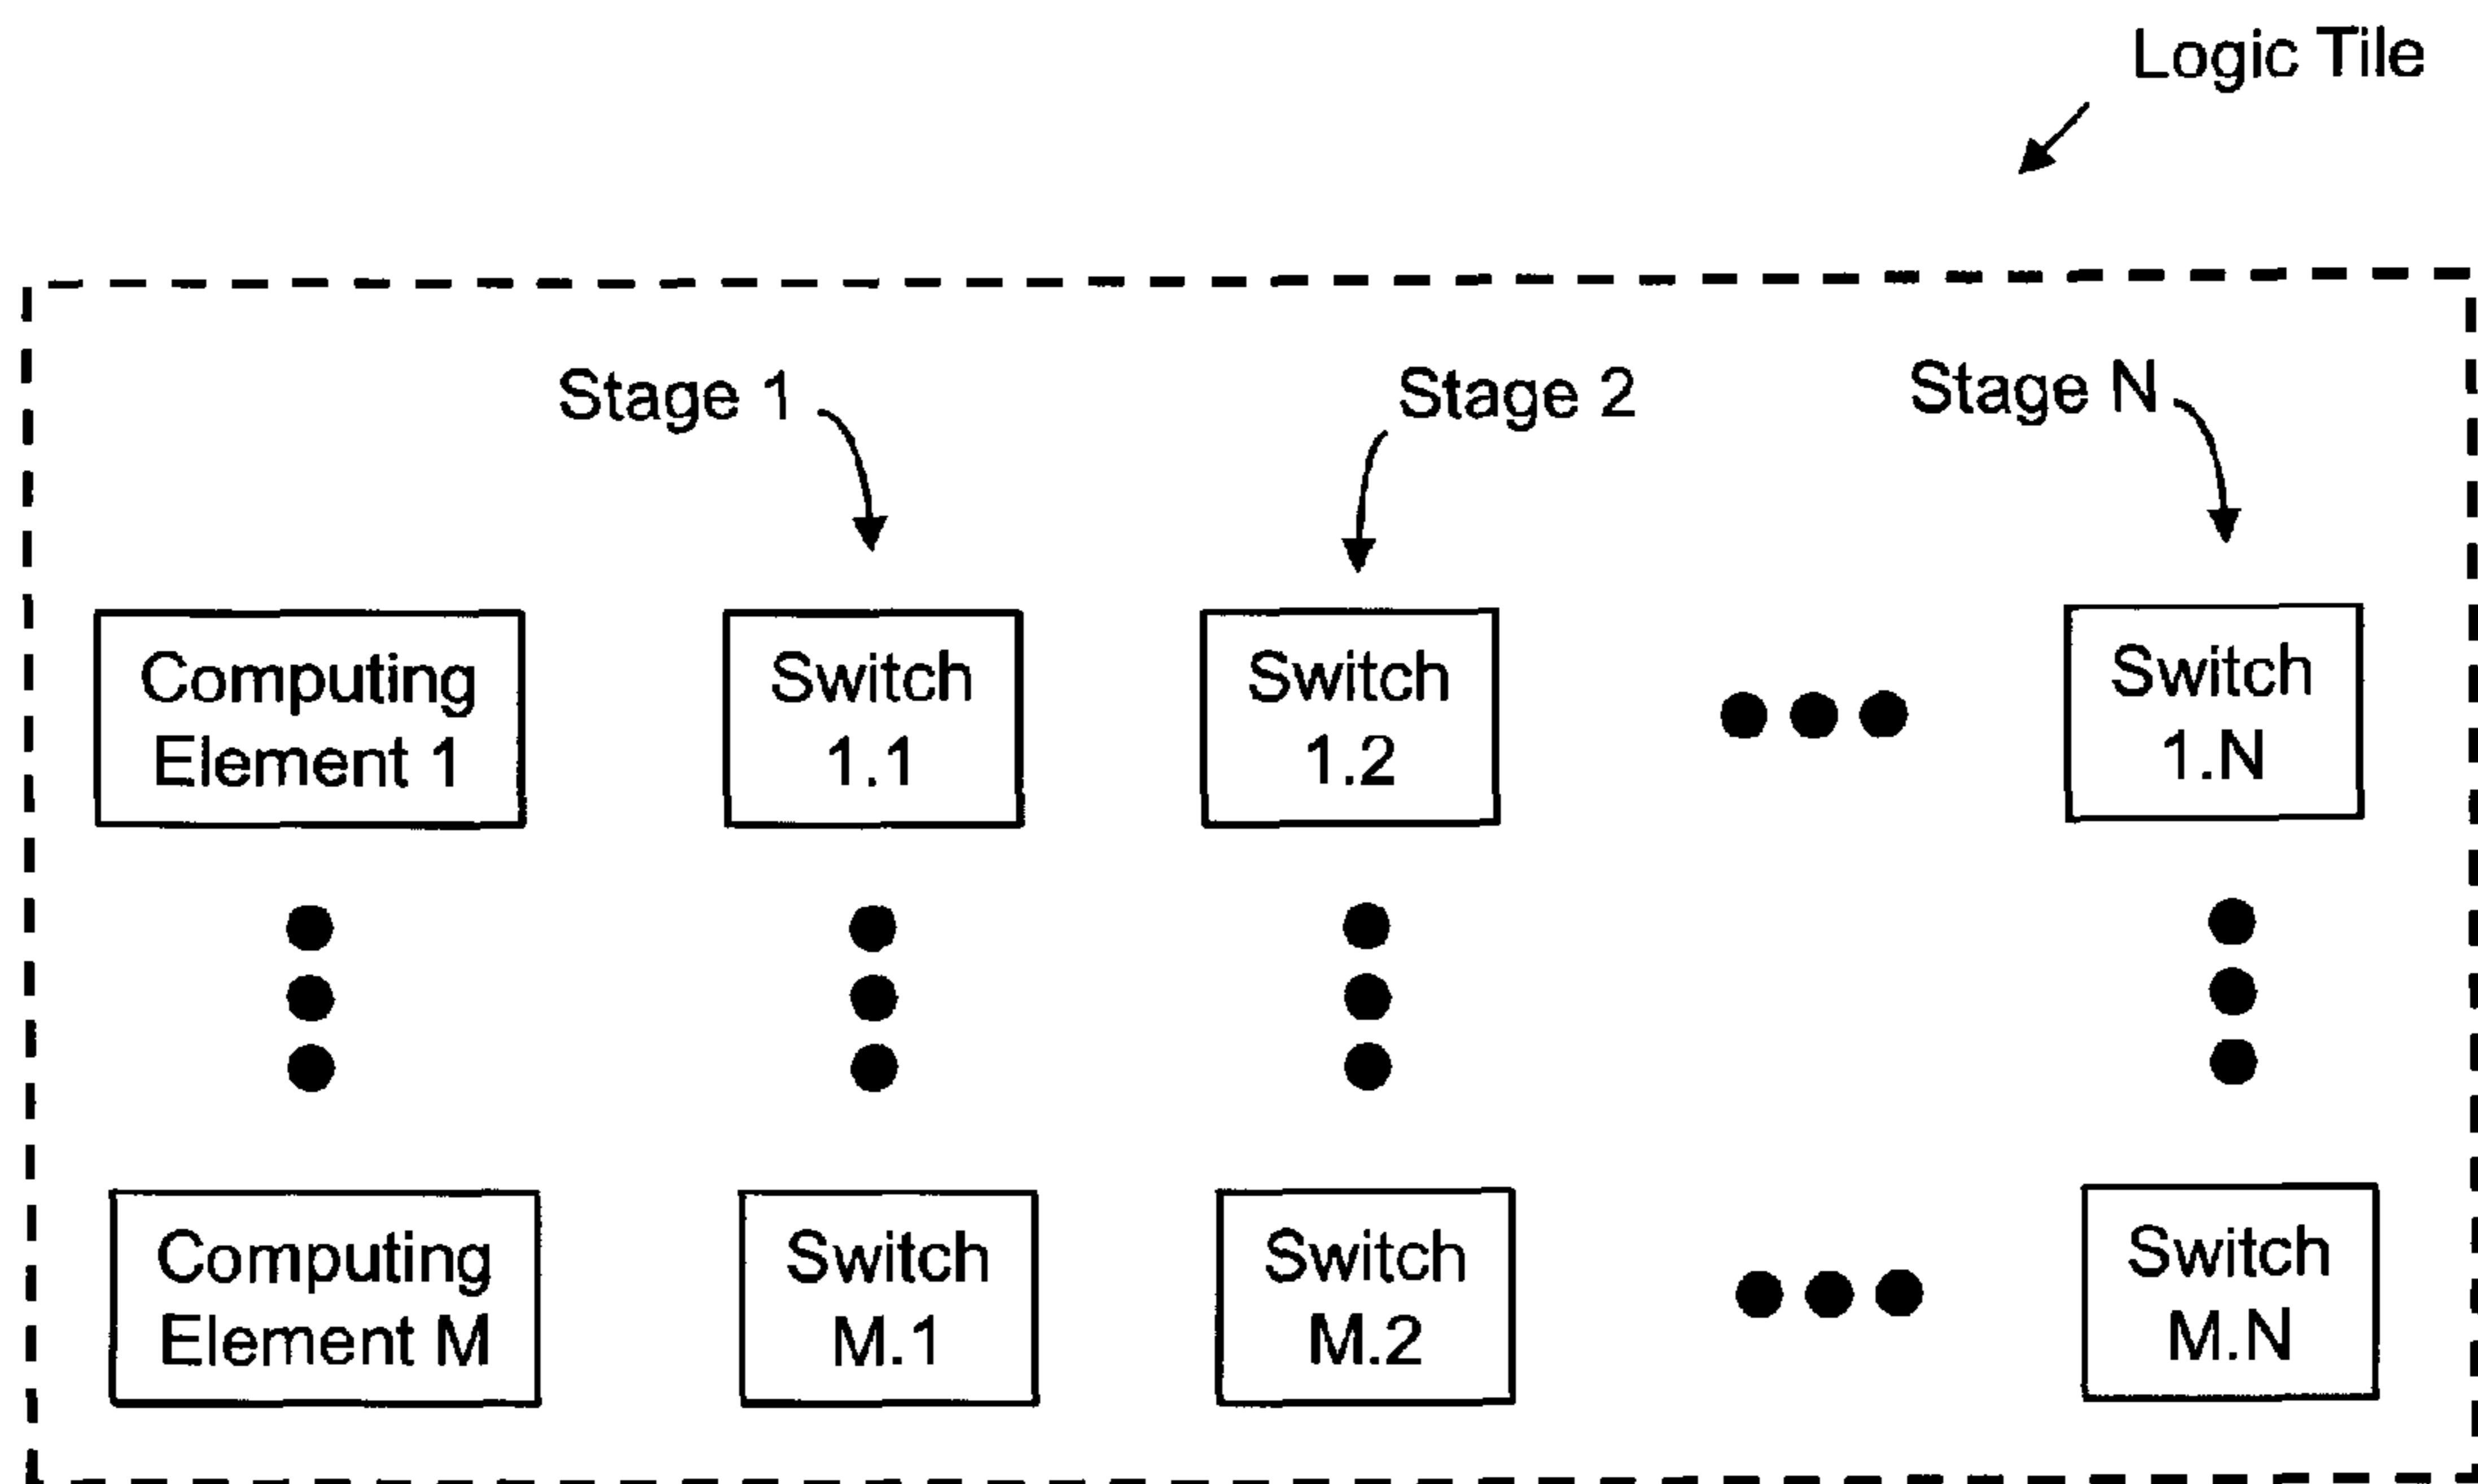 Logic Tile
Stage 1
Stage 2
Stage N
Computing
Element 1
Switch
1.1
Switch
1.2
Switch
1.N
Computing
Element M
Switch
M.1
Switch
M.2
Switch
M.N